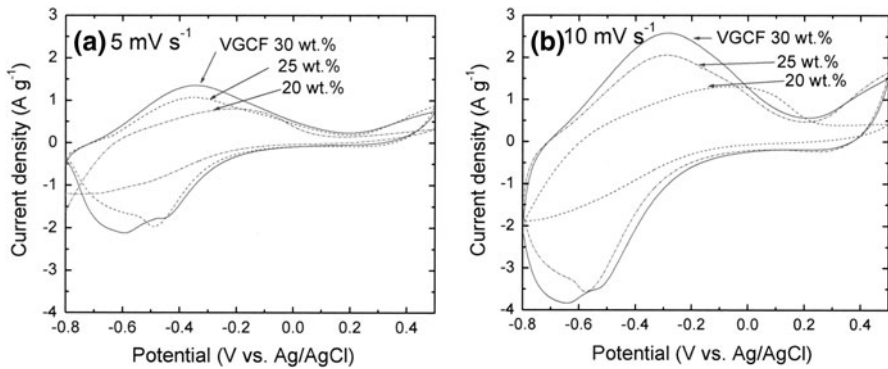 (a) 5 mV s⁻¹
VGCF 30 wt.%
25 wt.%
20 wt.%
Current density (A g⁻¹)
3
2
1
0
-1
-2
-3
-4
-0.8 -0.6 -0.4 -0.2 0.0 0.2 0.4
Potential (V vs. Ag/AgCl)
(b) 10 mV s⁻¹
VGCF 30 wt.%
25 wt.%
20 wt.%
Current density (A g⁻¹)
3
2
1
0
-1
-2
-3
-4
-0.8 -0.6 -0.4 -0.2 0.0 0.2 0.4
Potential (V vs. Ag/AgCl)